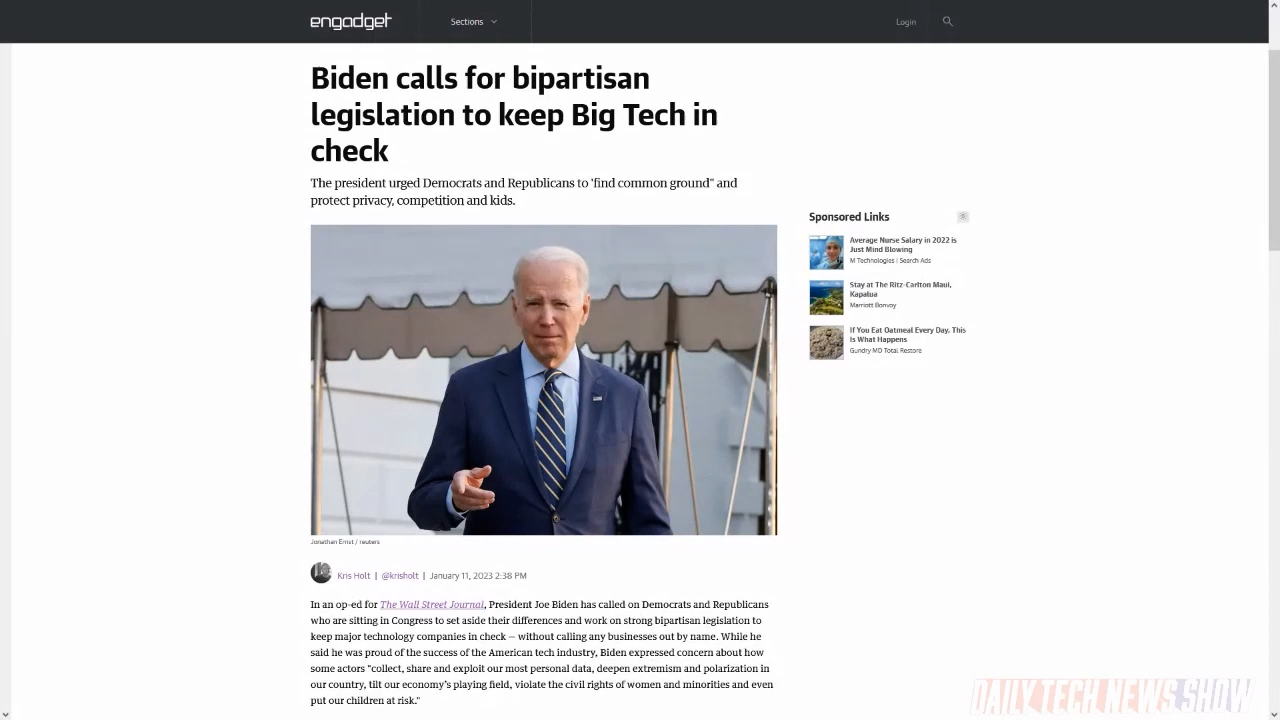 engadget
Sections
Login
Biden calls for bipartisan
legislation to keep Big Tech in
check
The president urged Democrats and Republicans to 'find common ground" and
protect privacy, competition and kids.
Sponsored Links
Average Nurse Salary in 2022 is
Just Mind Blowing
M Technologies | Search Ads
Stay at The Ritz-Carlton Maui,
Kapalua
Marriott Bonvoy
If You Eat Oatmeal Every Day, This
Is What Happens
Gundry MD Total Restore
Jonathan Ernst / reuters
Kris Holt | @krisholt | January 11, 2023 2:38 PM
In an op-ed for The Wall Street Journal, President Joe Biden has called on Democrats and Republicans
who are sitting in Congress to set aside their differences and work on strong bipartisan legislation to
keep major technology companies in check — without calling any businesses out by name. While he
said he was proud of the success of the American tech industry, Biden expressed concern about how
some actors "collect, share and exploit our most personal data, deepen extremism and polarization in
our country, tilt our economy's playing field, violate the civil rights of women and minorities and even
put our children at risk."
DAILY TECH NEWS SHOW